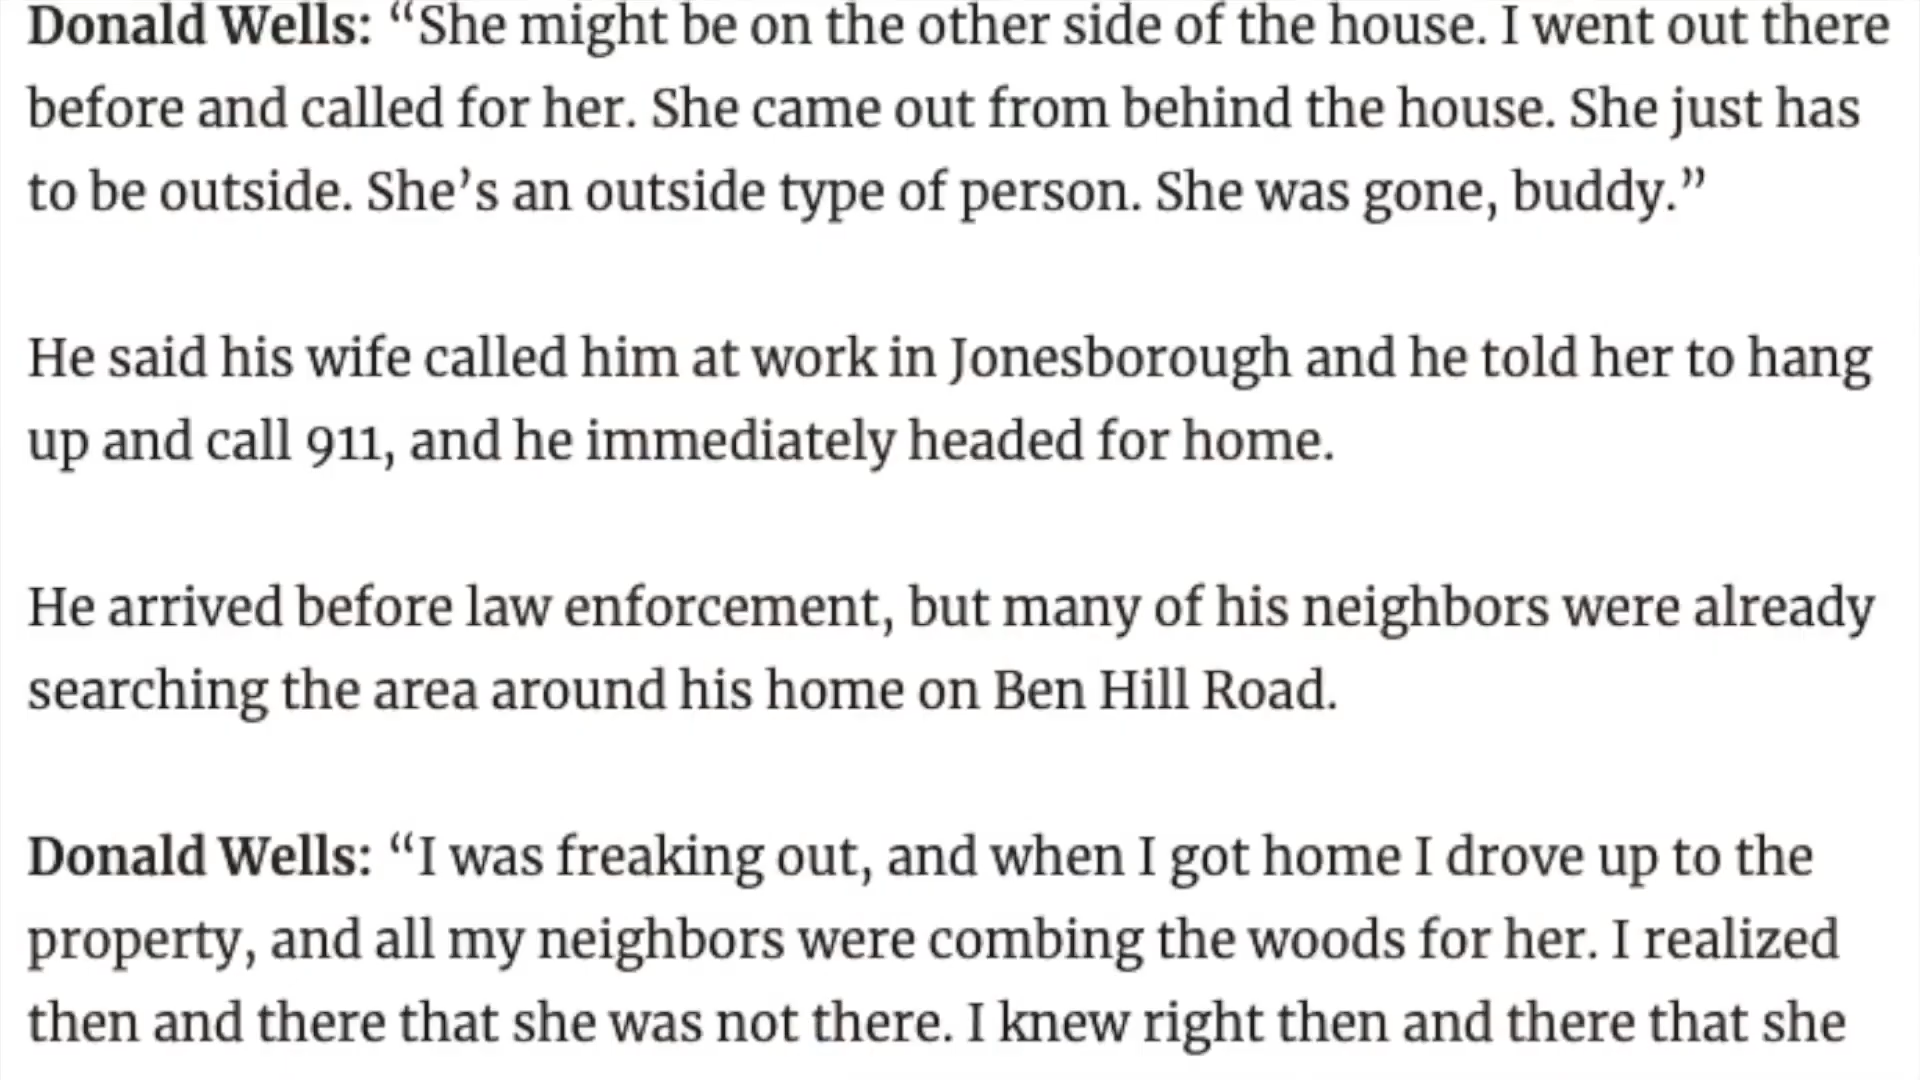 Donald Wells: “She might be on the other side of the house. I went out there
before and called for her. She came out from behind the house. She just has
to be outside. She’s an outside type of person. She was gone, buddy.”
He said his wife called him at work in Jonesborough and he told her to hang
up and call 911, and he immediately headed for home.
He arrived before law enforcement, but many of his neighbors were already
searching the area around his home on Ben Hill Road.
Donald Wells: “I was freaking out, and when I got home I drove up to the
property, and all my neighbors were combing the woods for her. I realized
then and there that she was not there. I knew right then and there that she